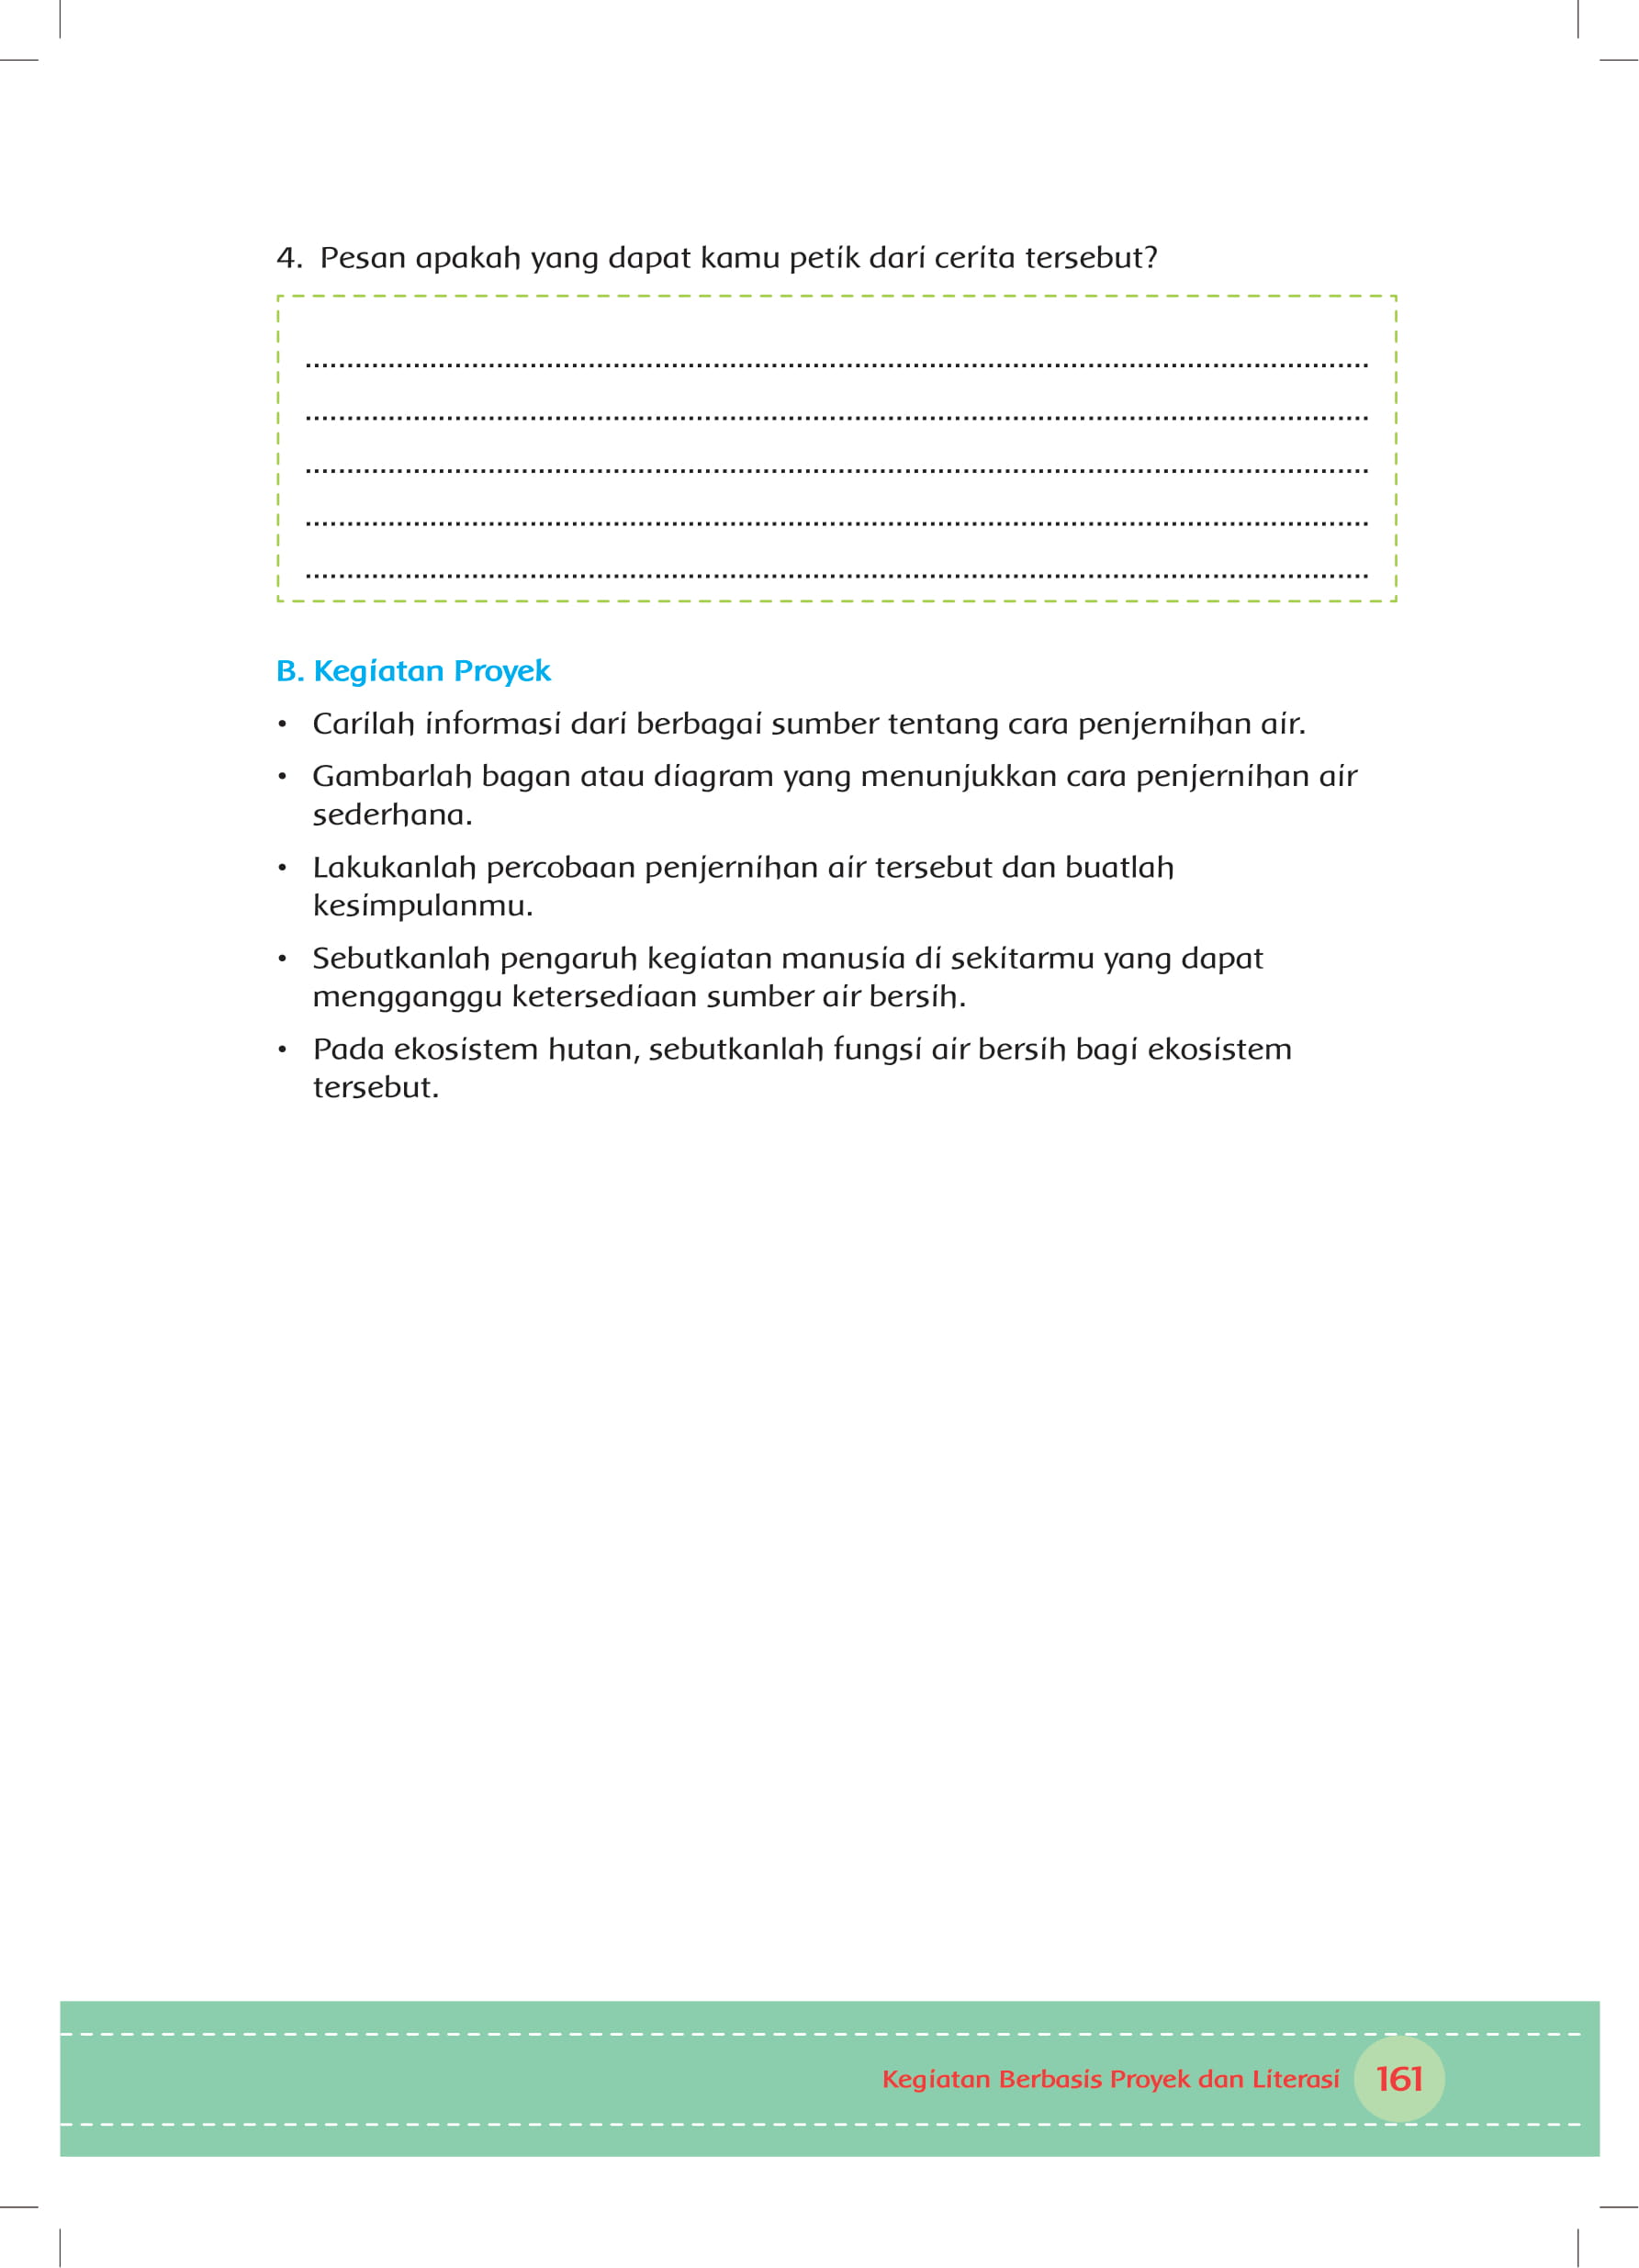 4. Pesan apakah yang dapat kamu petik dari cerita tersebut?
B. Kegiatan Proyek
• Carilah informasi dari berbagai sumber tentang cara penjernihan air.
• Gambarlah bagan atau diagram yang menunjukkan cara penjernihan air
sederhana.
• Lakukanlah percobaan penjernihan air tersebut dan buatlah
kesimpulanmu.
• Sebutkanlah pengaruh kegiatan manusia di sekitarmu yang dapat
mengganggu ketersediaan sumber air bersih.
• Pada ekosistem hutan, sebutkanlah fungsi air bersih bagi ekosistem
tersebut.
Kegiatan Berbasis Proyek dan Literasi 161